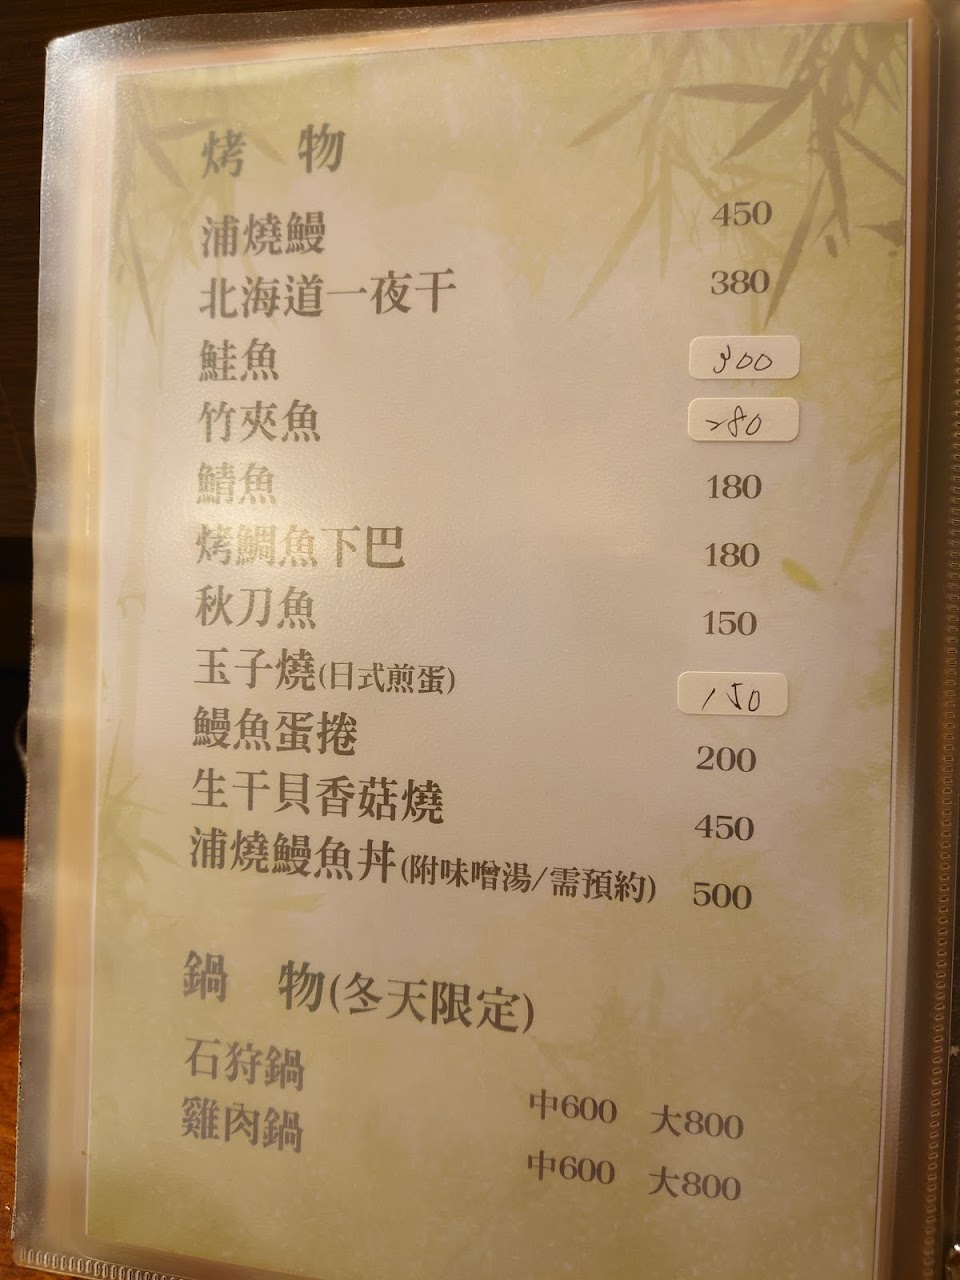 烤 物
浦燒鰻 450
北海道一夜干 380
鮭魚 300
竹夾魚 280
鯖魚 180
烤鯛魚下巴 180
秋刀魚 150
玉子燒(日式煎蛋) 150
鰻魚蛋捲 200
生干貝香菇燒 450
浦燒鰻魚丼(附味噌湯/需預約) 500
鍋 物(冬天限定)
石狩鍋 中600 大800
雞肉鍋 中600 大800